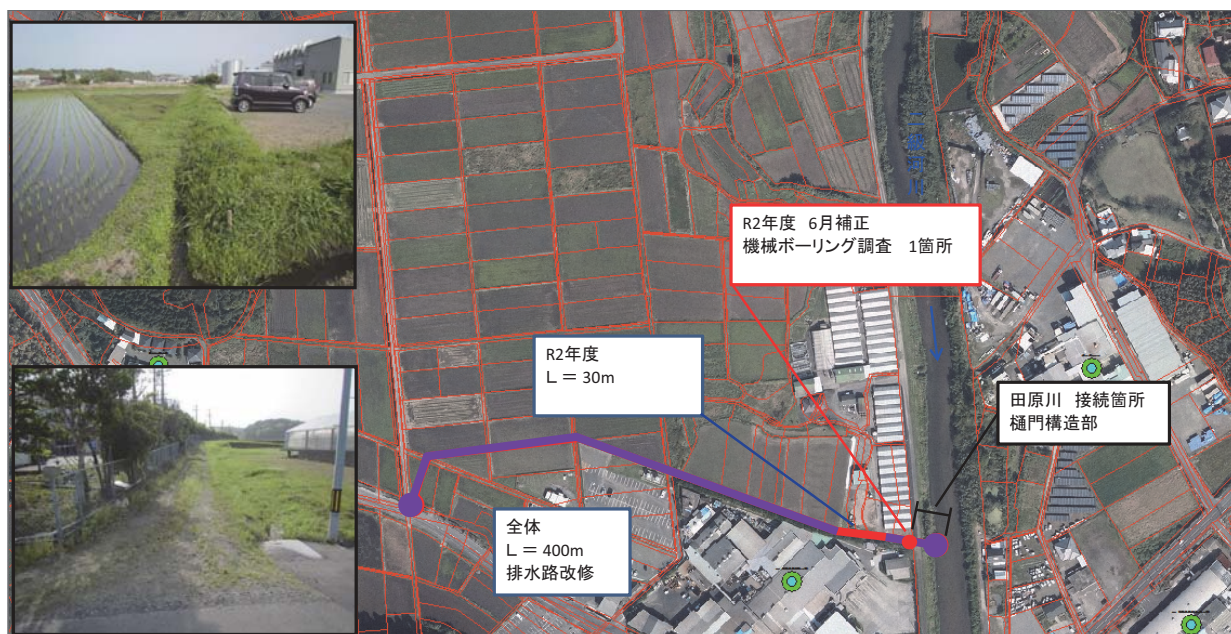 R2年度 6月補正
機械ボーリング調査 1箇所
R2年度
L = 30m
田原川 接続箇所
樋門構造部
全体
L = 400m
排水路改修